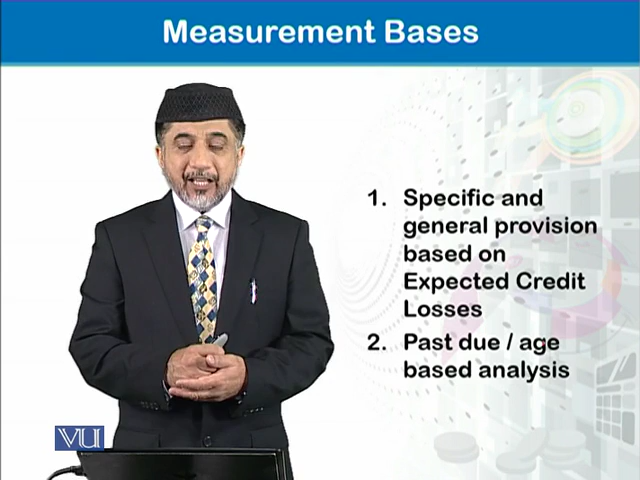 Measurement Bases
1. Specific and
general provision
based on
Expected Credit
Losses
2. Past due / age
based analysis
VU